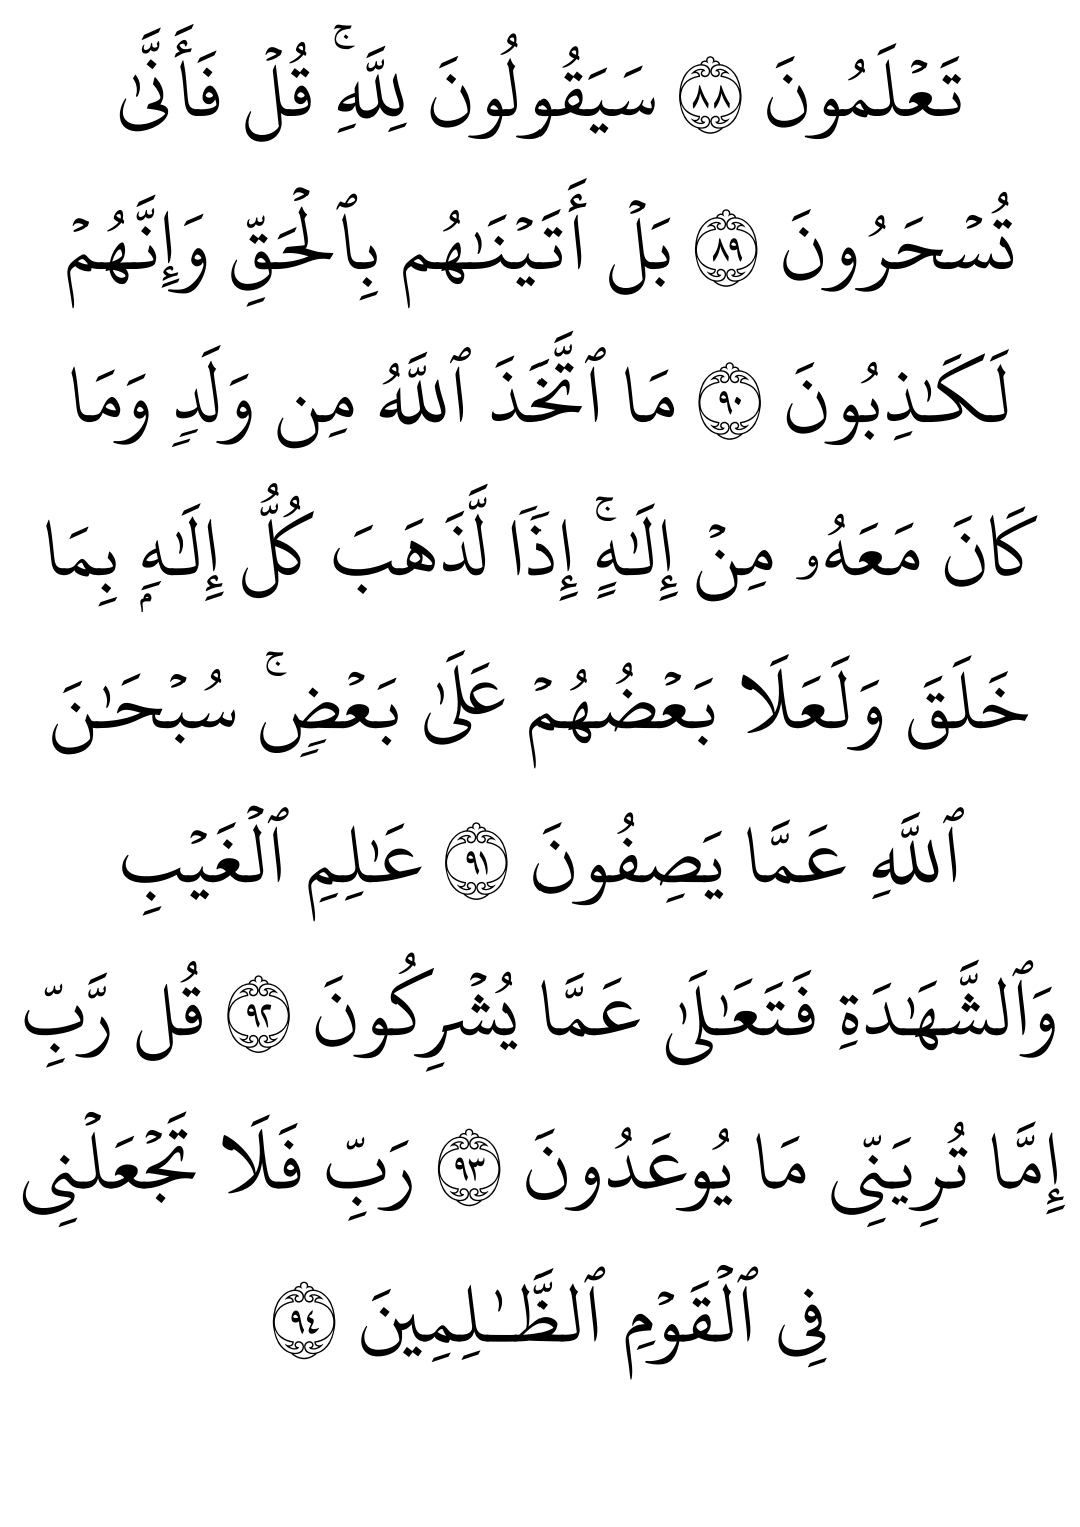 تَعۡلَمُونَ ٨٨ سَيَقُولُونَ لِلَّهِۚ قُلۡ فَأَنَّىٰ
تُسۡحَرُونَ ٨٩ بَلۡ أَتَيۡنَـٰهُم بِٱلۡحَقِّ وَإِنَّهُمۡ
لَكَـٰذِبُونَ ٩٠ مَا ٱتَّخَذَ ٱللَّهُ مِن وَلَدٍ وَمَا
كَانَ مَعَهُۥ مِنۡ إِلَـٰهٍۚ إِذًا لَّذَهَبَ كُلُّ إِلَـٰهِۭ بِمَا
خَلَقَ وَلَعَلَا بَعۡضُهُمۡ عَلَىٰ بَعۡضٍۚ سُبۡحَـٰنَ
ٱللَّهِ عَمَّا يَصِفُونَ ٩١ عَـٰلِمِ ٱلۡغَيۡبِ
وَٱلشَّهَـٰدَةِ فَتَعَـٰلَىٰ عَمَّا يُشۡرِكُونَ ٩٢ قُل رَّبِّ
إِمَّا تُرِيَنِّى مَا يُوعَدُونَ ٩٣ رَبِّ فَلَا تَجۡعَلۡنِى
فِى ٱلۡقَوۡمِ ٱلظَّـٰلِمِينَ ٩٤